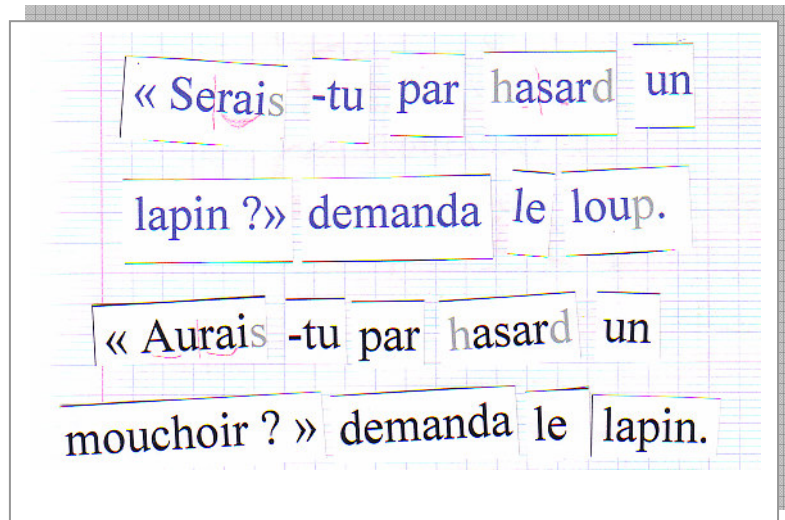 « Serais -tu par hasard un
lapin ?» demanda le loup.
« Aurais -tu par hasard un
mouchoir ? » demanda le lapin.